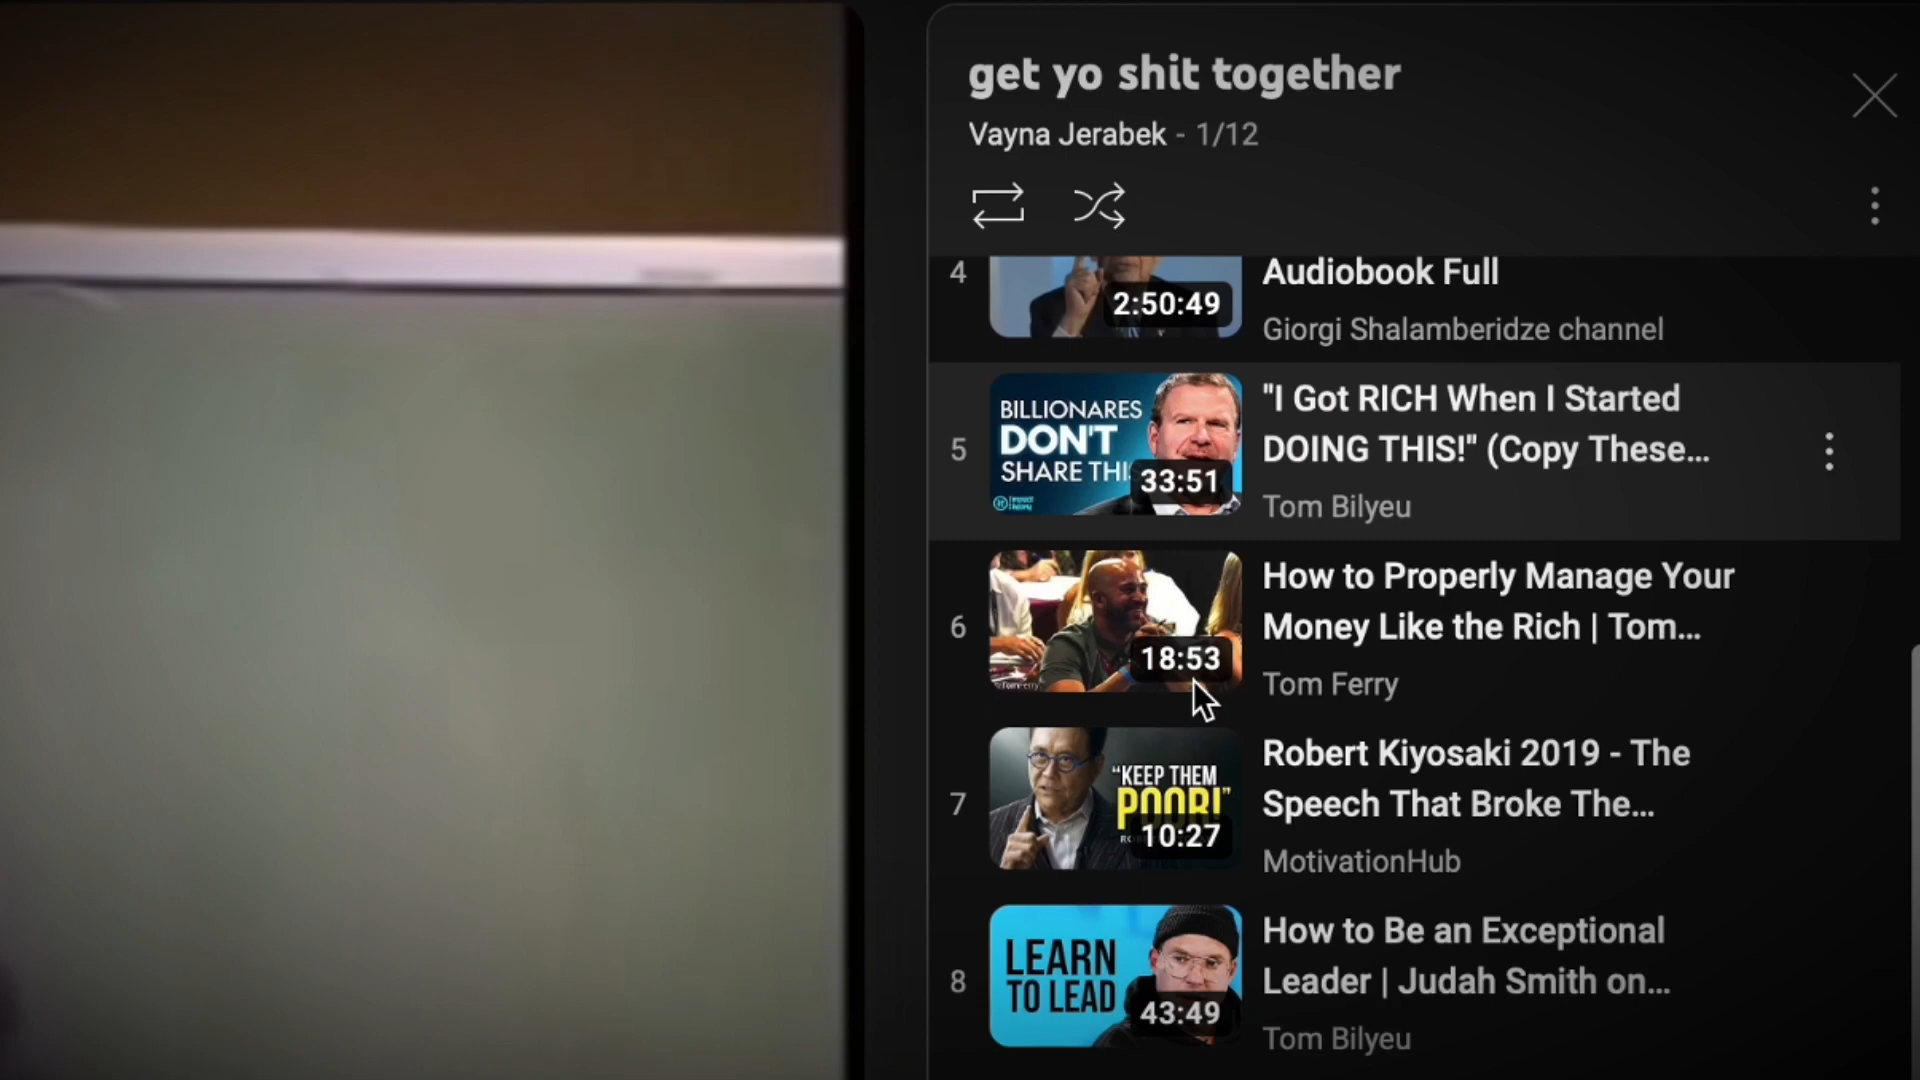 get yo shit together
Vayna Jerabek - 1/12
4
2:50:49
Audiobook Full
Giorgi Shalamberidze channel
5
BILLIONARES
DON'T
SHARE THI
33:51
"I Got RICH When I Started
DOING THIS!" (Copy These...
Tom Bilyeu
6
18:53
How to Properly Manage Your
Money Like the Rich | Tom...
Tom Ferry
7
"KEEP THEM
POOR!"
10:27
Robert Kiyosaki 2019 - The
Speech That Broke The...
MotivationHub
8
LEARN
TO LEAD
43:49
How to Be an Exceptional
Leader | Judah Smith on...
Tom Bilyeu